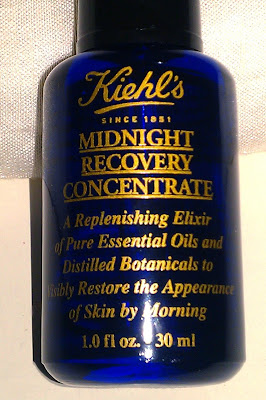 Kiehl's
SINCE 1851
MIDNIGHT
RECOVERY
CONCENTRATE
A Replenishing Elixir
of Pure Essential Oils and
Distilled Botanicals to
Visibly Restore the Appearance
of Skin by Morning
1.0 fl oz. 30 ml